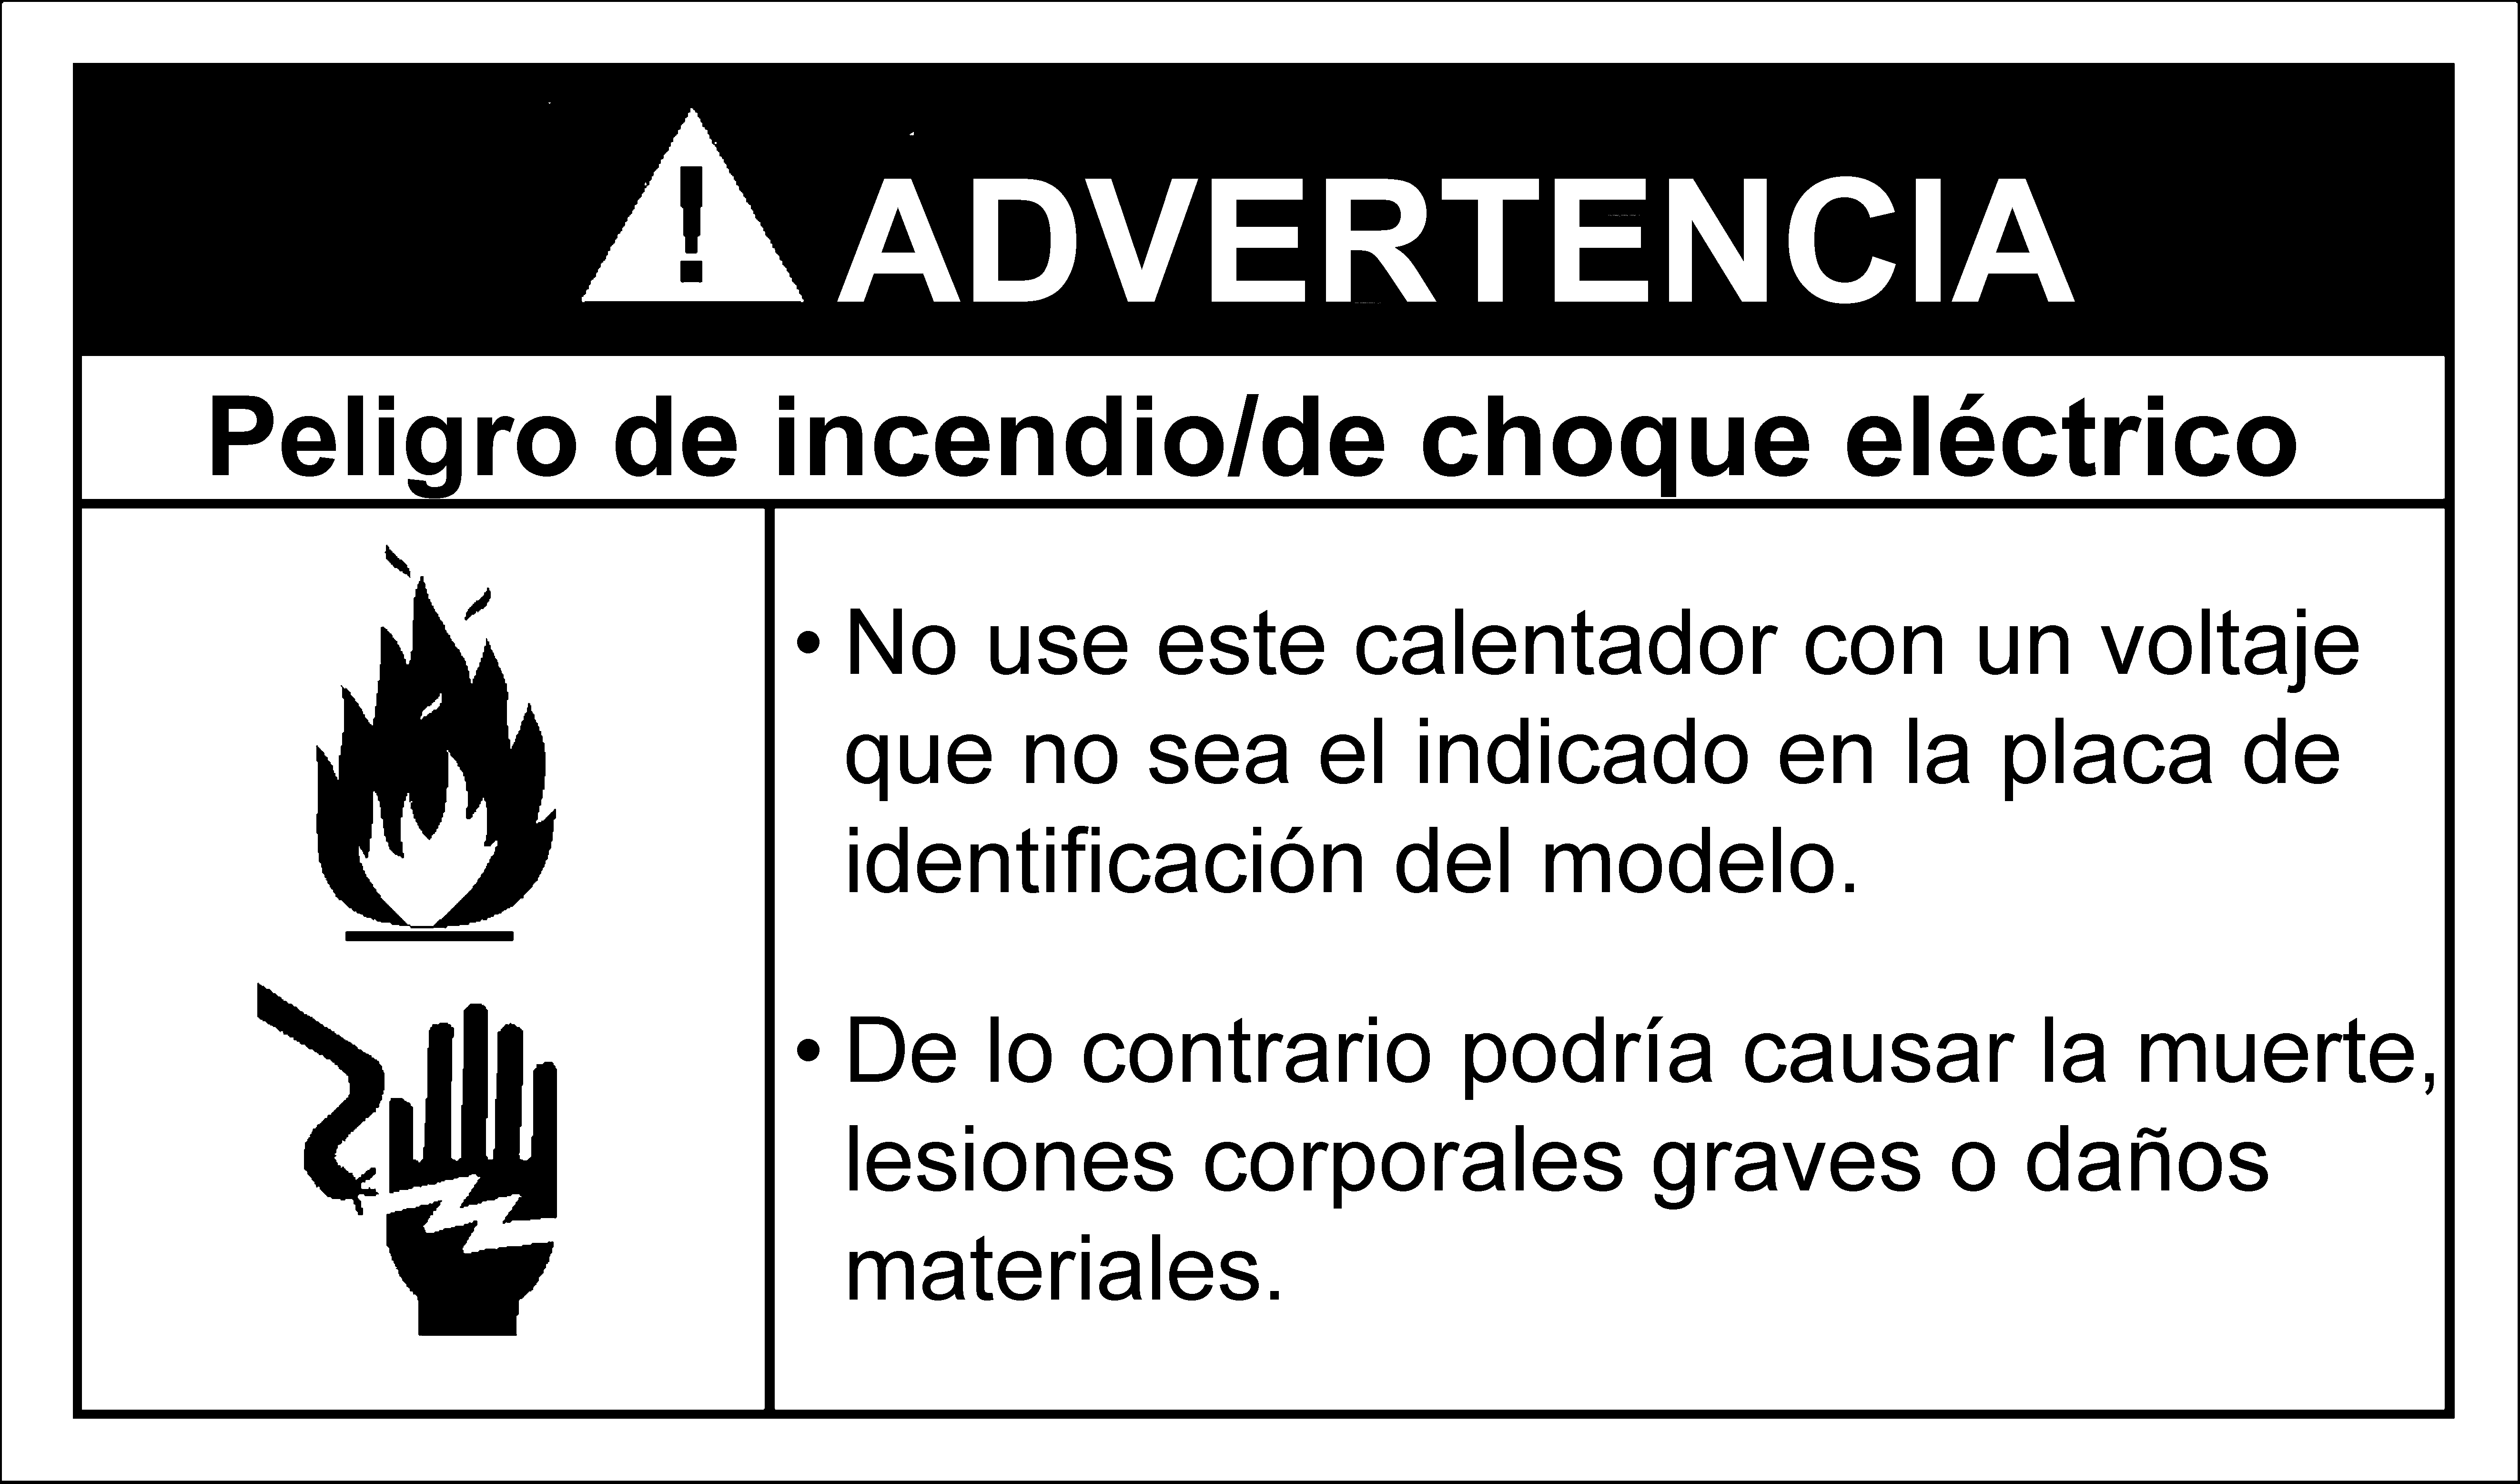 ADVERTENCIA
Peligro de incendio/de choque eléctrico
• No use este calentador con un voltaje
que no sea el indicado en la placa de
identificación del modelo.
• De lo contrario podría causar la muerte,
lesiones corporales graves o daños
materiales.